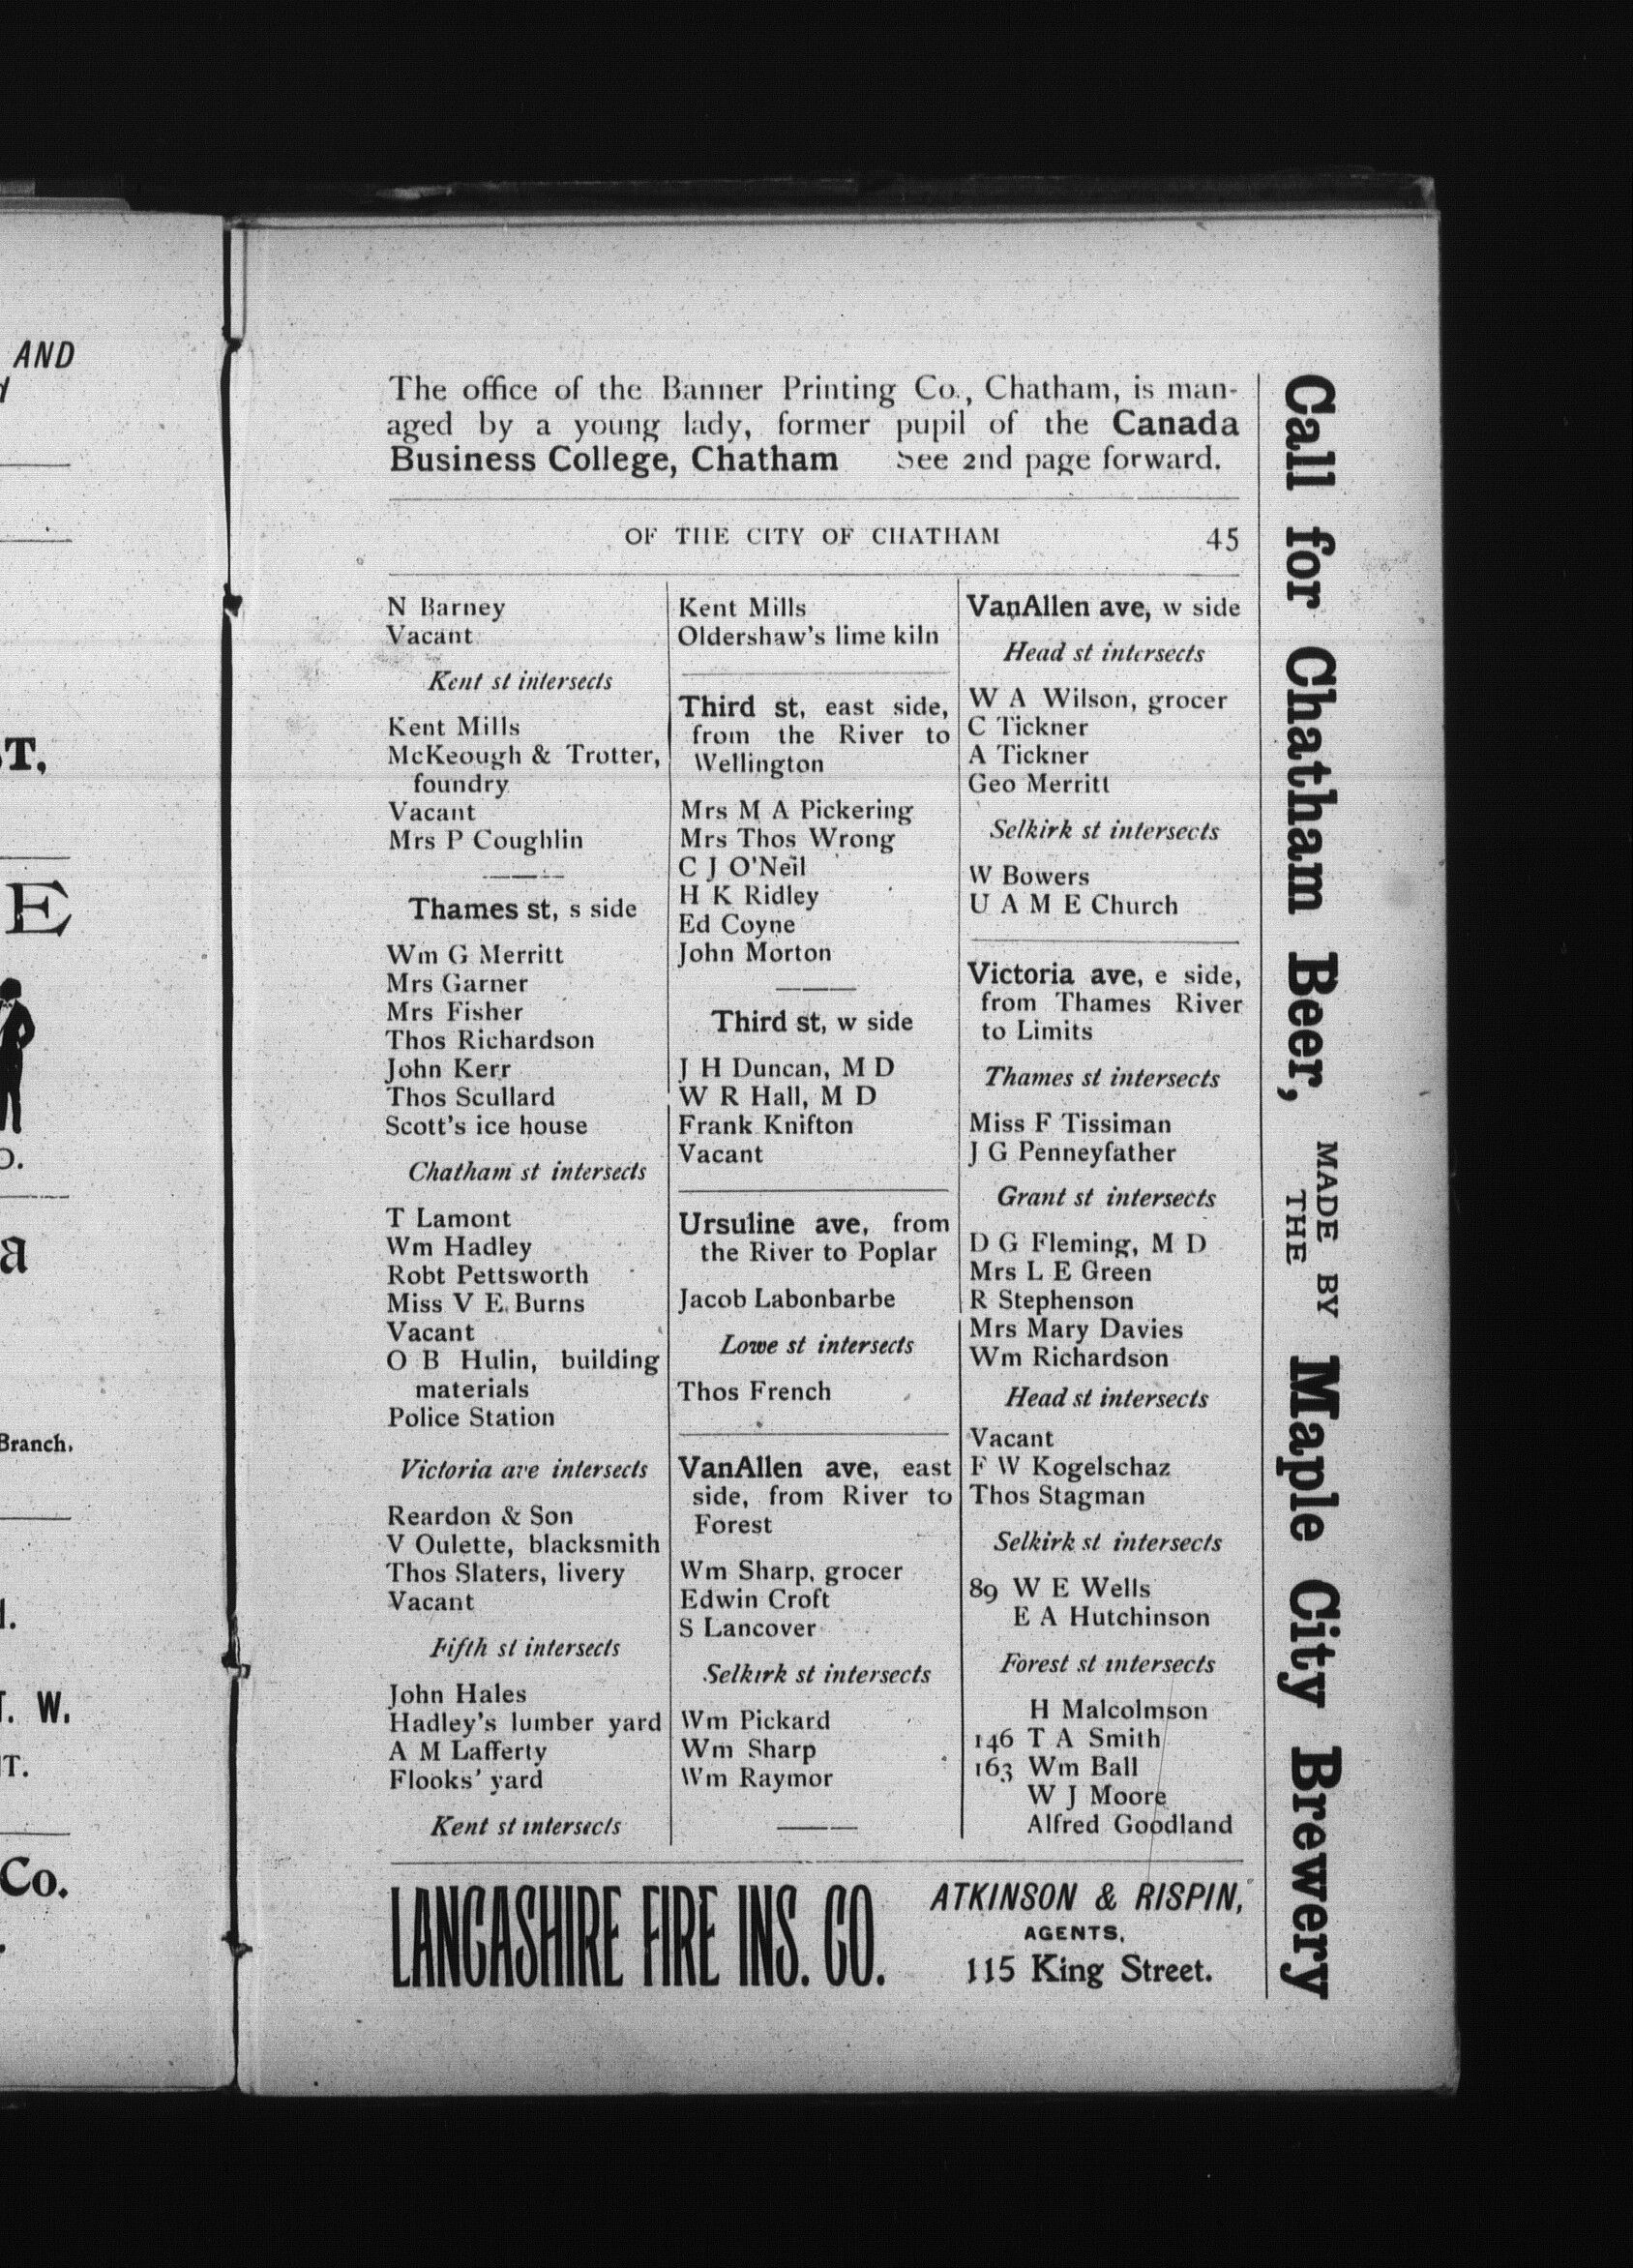 AND
T,
E
O.
a
Branch.
l.
T. W.
T.
Co.
The office of the Banner Printing Co., Chatham, is man-
aged by a young lady, former pupil of the Canada
Business College, Chatham See 2nd page forward.
OF THE CITY OF CHATHAM 45
N Barney
Vacant
Kent st intersects
Kent Mills
McKeough & Trotter,
foundry
Vacant
Mrs P Coughlin
Thames st, s side
Wm G Merritt
Mrs Garner
Mrs Fisher
Thos Richardson
John Kerr
Thos Scullard
Scott's ice house
Chatham st intersects
T Lamont
Wm Hadley
Robt Pettsworth
Miss V E Burns
Vacant
O B Hulin, building
materials
Police Station
Victoria ave intersects
Reardon & Son
V Oulette, blacksmith
Thos Slaters, livery
Vacant
Fifth st intersects
John Hales
Hadley's lumber yard
A M Lafferty
Flooks' yard
Kent st intersects
Kent Mills
Oldershaw's lime kiln
Third st, east side,
from the River to
Wellington
Mrs M A Pickering
Mrs Thos Wrong
C J O'Neil
H K Ridley
Ed Coyne
John Morton
Third st, w side
J H Duncan, M D
W R Hall, M D
Frank Knifton
Vacant
Ursuline ave, from
the River to Poplar
Jacob Labonbarbe
Lowe st intersects
Thos French
VanAllen ave, east
side, from River to
Forest
Wm Sharp, grocer
Edwin Croft
S Lancover
Selkirk st intersects
Wm Pickard
Wm Sharp
Wm Raymor
VanAllen ave, w side
Head st intersects
W A Wilson, grocer
C Tickner
A Tickner
Geo Merritt
Selkirk st intersects
W Bowers
U A M E Church
Victoria ave, e side,
from Thames River
to Limits
Thames st intersects
Miss F Tissiman
J G Penneyfather
Grant st intersects
D G Fleming, M D
Mrs L E Green
R Stephenson
Mrs Mary Davies
Wm Richardson
Head st intersects
Vacant
F W Kogelschaz
Thos Stagman
Selkirk st intersects
89 W E Wells
E A Hutchinson
Forest st intersects
H Malcolmson
146 T A Smith
163 Wm Ball
W J Moore
Alfred Goodland
LANCASHIRE FIRE INS. CO.
ATKINSON & RISPIN,
AGENTS,
115 King Street.
Call for Chatham Beer, MADE BY THE Maple City Brewery